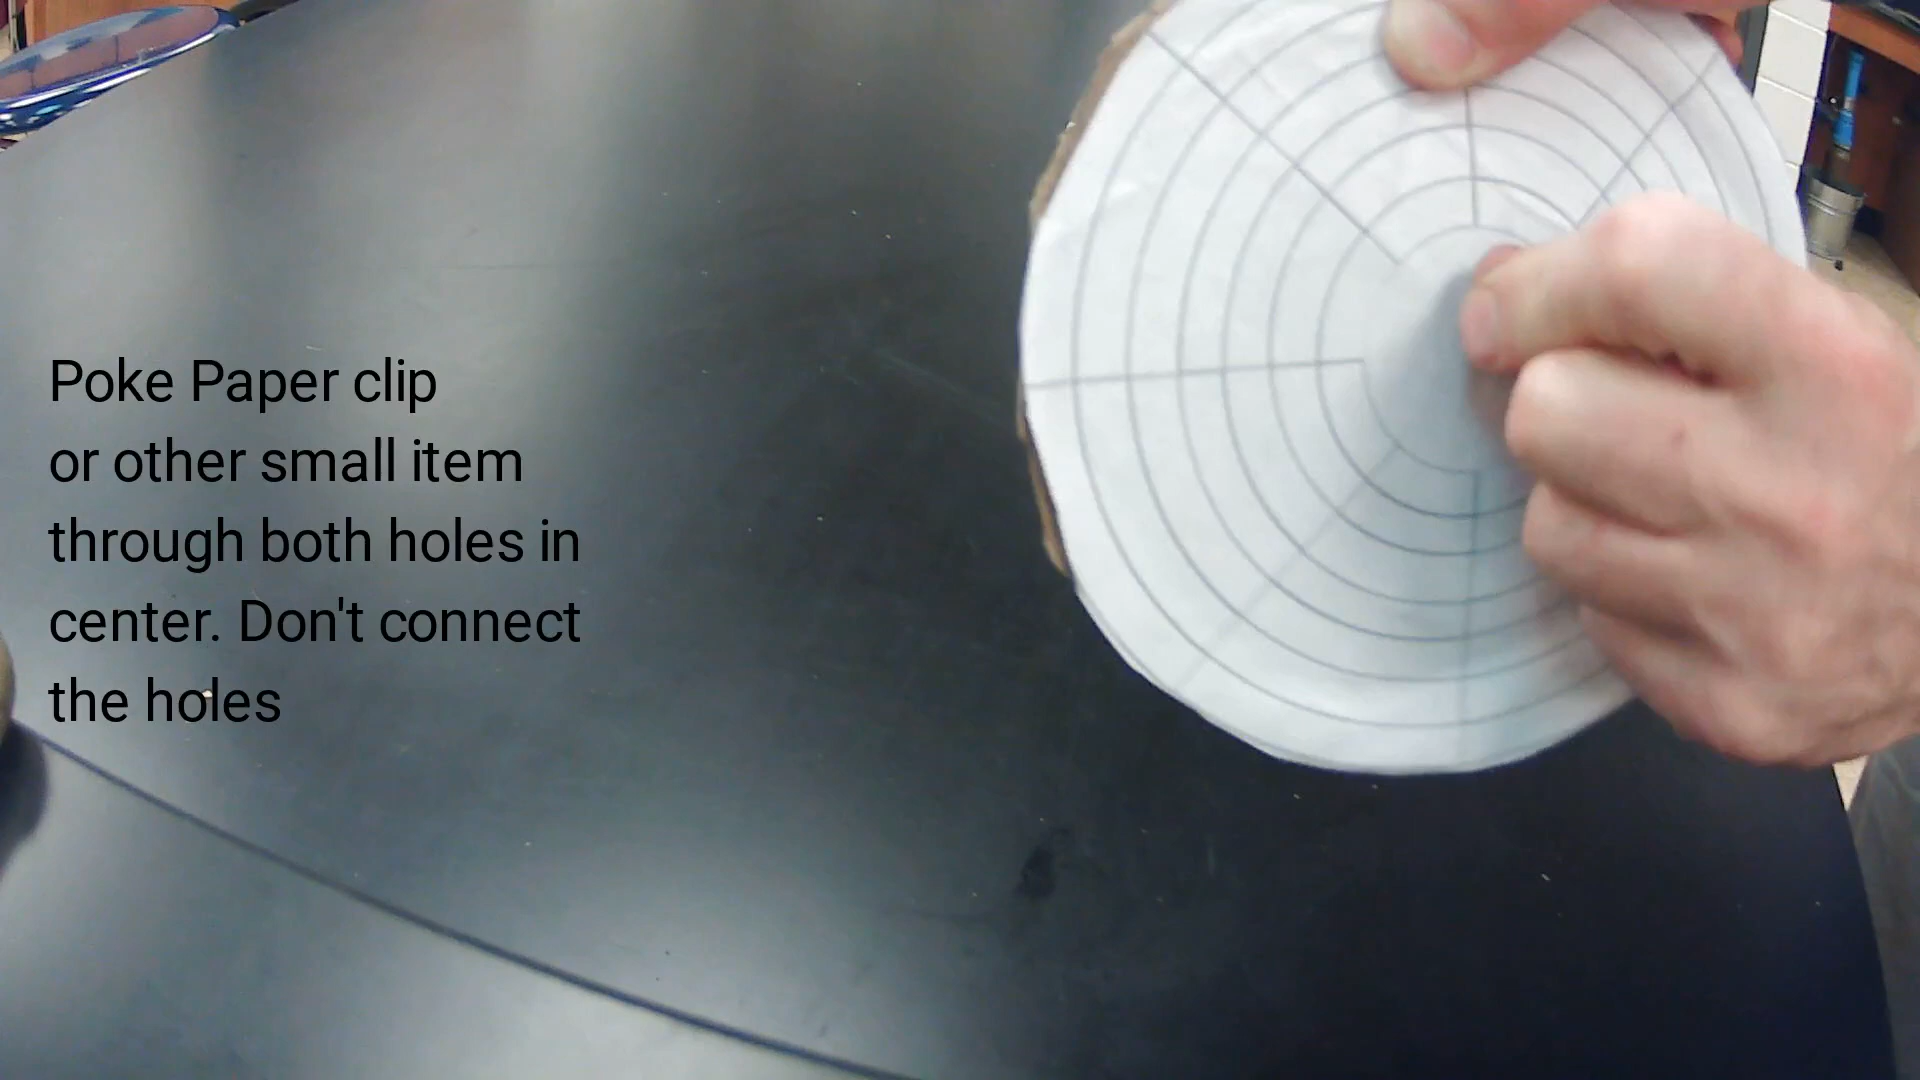 Poke Paper clip
or other small item
through both holes in
center. Don't connect
the holes